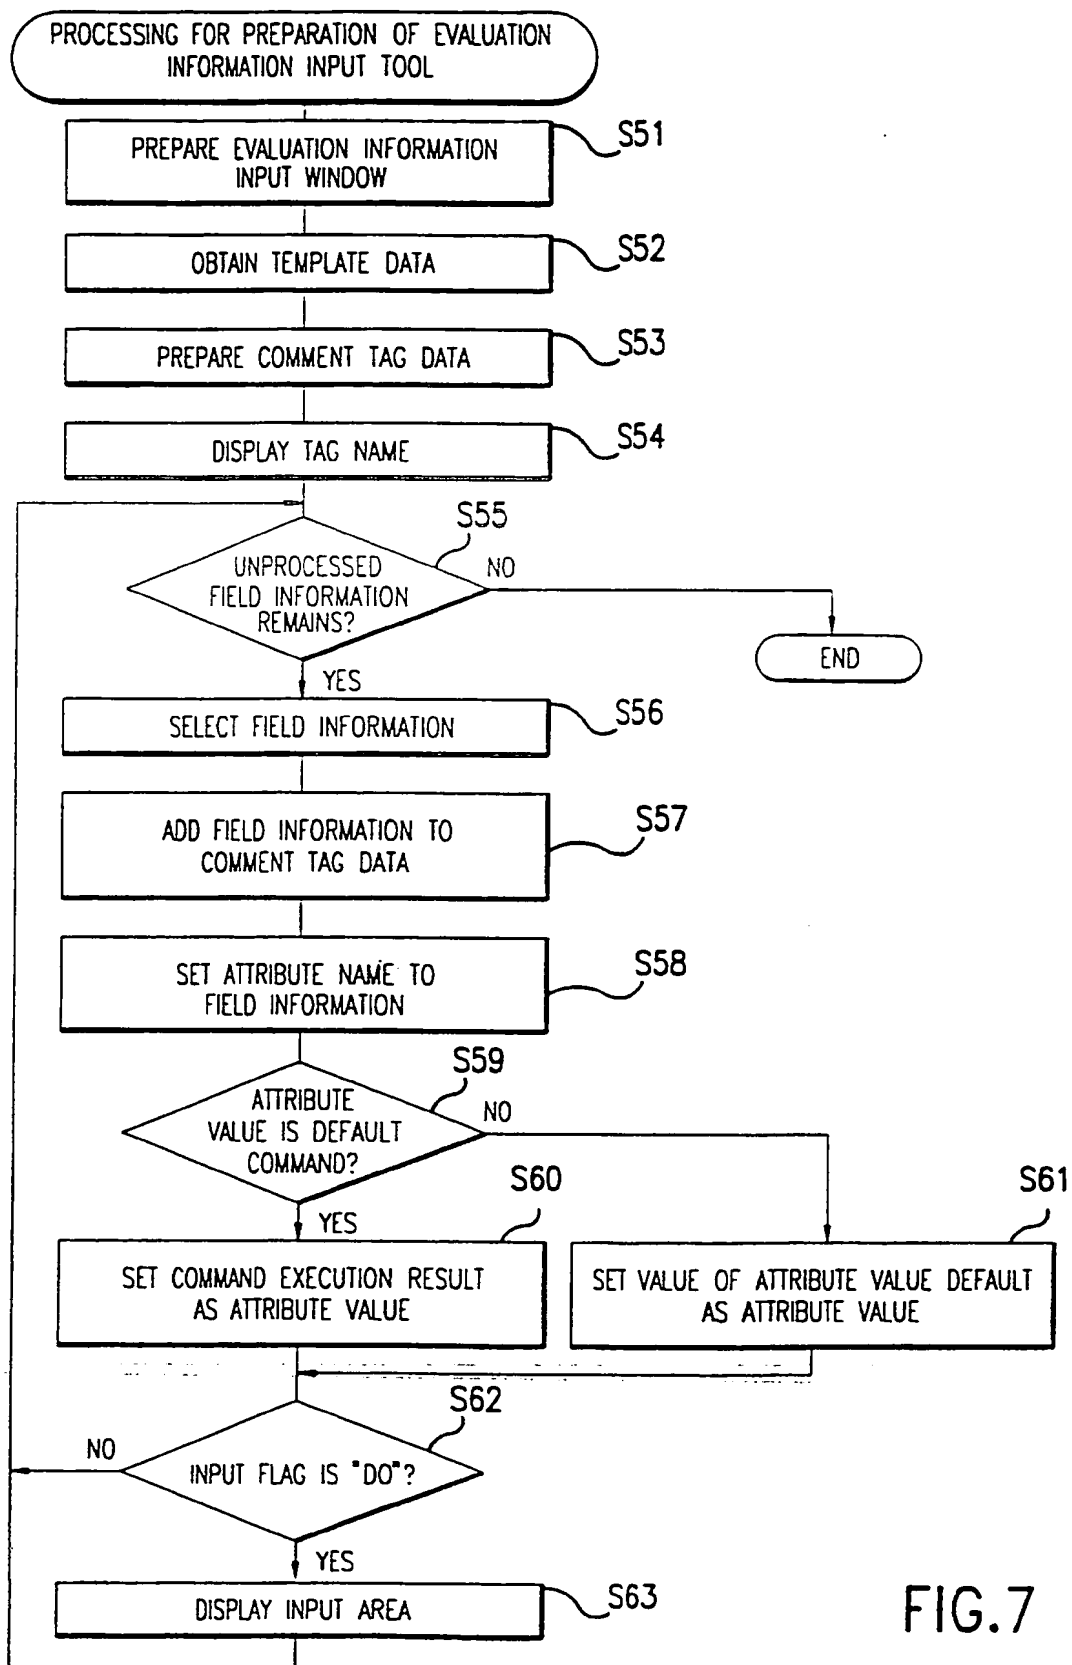 PROCESSING FOR PREPARATION OF EVALUATION
INFORMATION INPUT TOOL
S51
PREPARE EVALUATION INFORMATION
INPUT WINDOW
S52
OBTAIN TEMPLATE DATA
S53
PREPARE COMMENT TAG DATA
S54
DISPLAY TAG NAME
S55
UNPROCESSED
FIELD INFORMATION
REMAINS?
NO
END
YES
S56
SELECT FIELD INFORMATION
S57
ADD FIELD INFORMATION TO
COMMENT TAG DATA
S58
SET ATTRIBUTE NAME TO
FIELD INFORMATION
S59
ATTRIBUTE
VALUE IS DEFAULT
COMMAND?
NO
YES
S60
SET COMMAND EXECUTION RESULT
AS ATTRIBUTE VALUE
S61
SET VALUE OF ATTRIBUTE VALUE DEFAULT
AS ATTRIBUTE VALUE
S62
INPUT FLAG IS "DO"?
NO
YES
S63
DISPLAY INPUT AREA
FIG.7